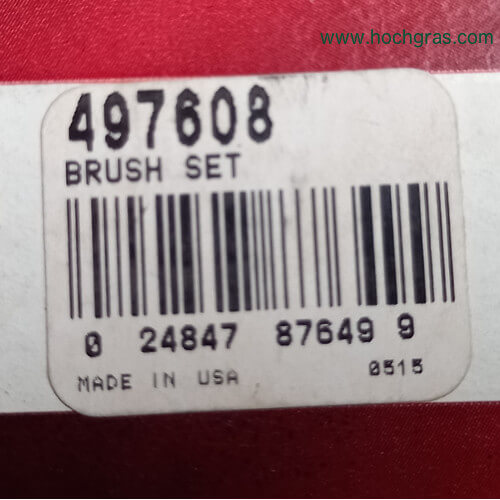 www.hochgras.com
497608
BRUSH SET
0 24847 87649 9
MADE IN USA 0515